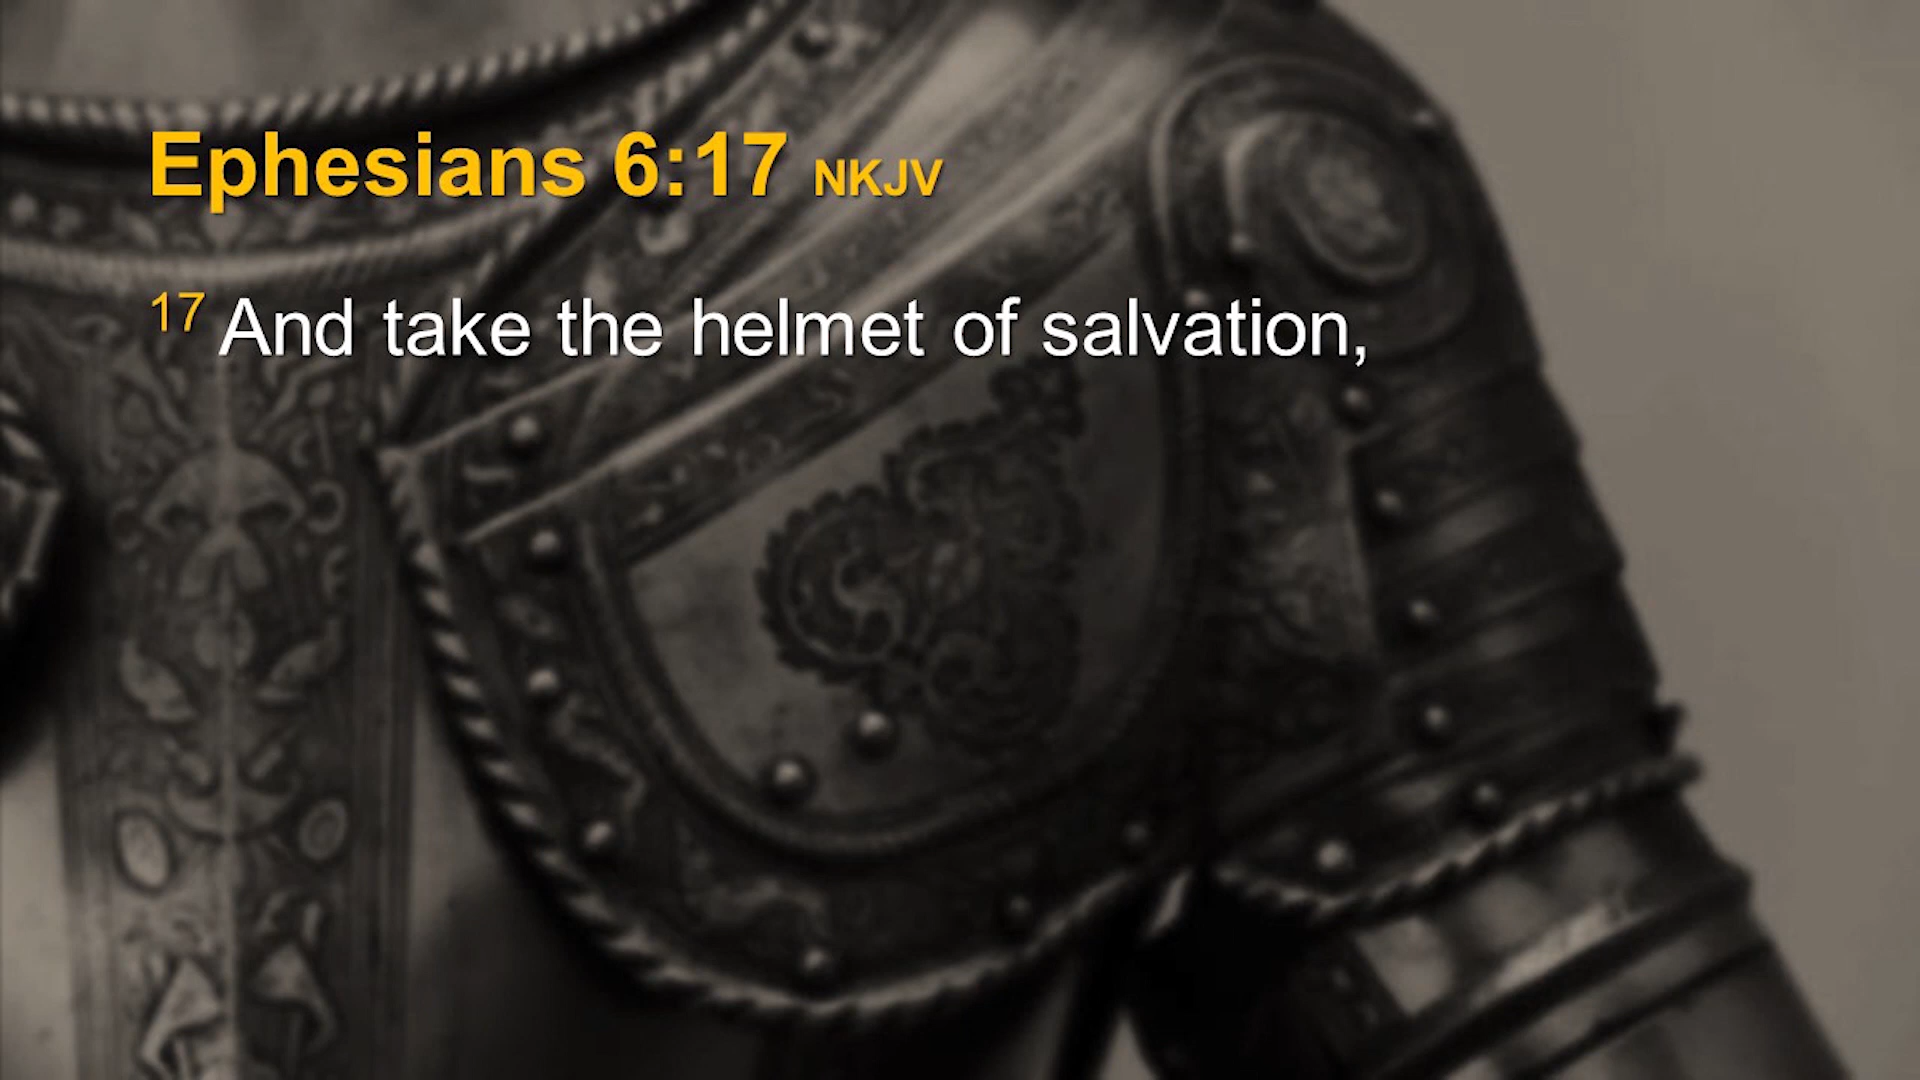 Ephesians 6:17 NKJV
17 And take the helmet of salvation,